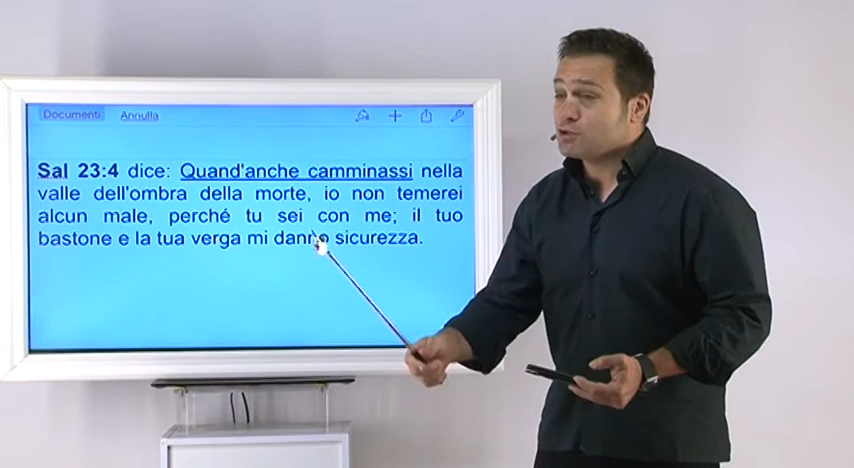 Documenti Annulla
Sal 23:4 dice: Quand'anche camminassi nella
valle dell'ombra della morte, io non temerei
alcun male, perché tu sei con me; il tuo
bastone e la tua verga mi danno sicurezza.